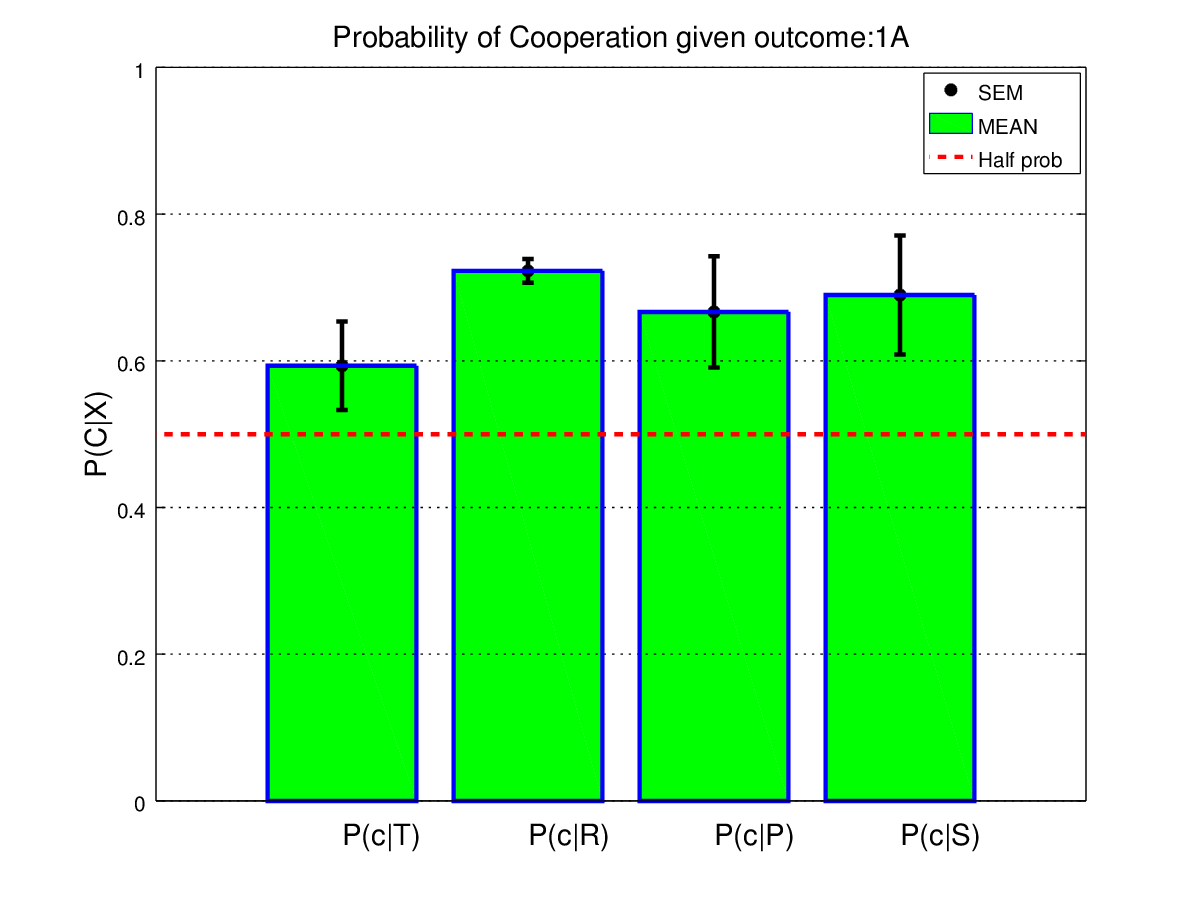 Probability of Cooperation given outcome:1A
1
0.8
0.6
0.4
0.2
0
P(C|X)
SEM
MEAN
Half prob
P(c|T)
P(c|R)
P(c|P)
P(c|S)